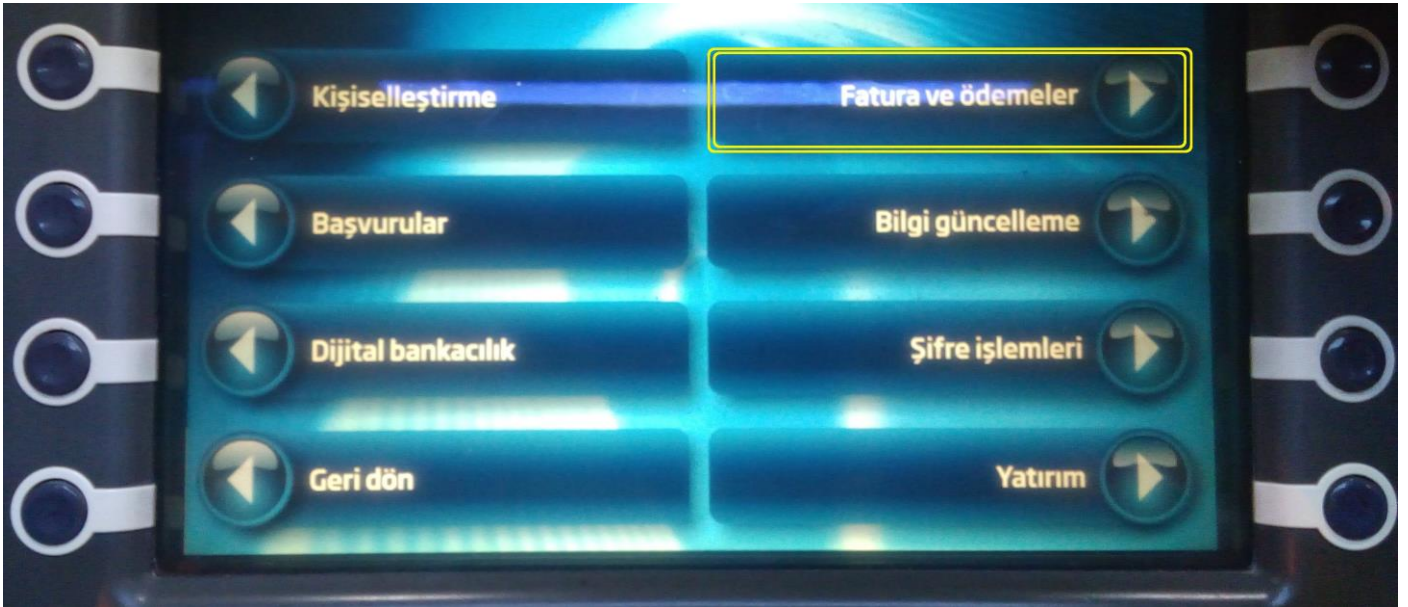 Kişiselleştirme
Fatura ve ödemeler
Başvurular
Bilgi güncelleme
Dijital bankacılık
Şifre işlemleri
Geri dön
Yatırım